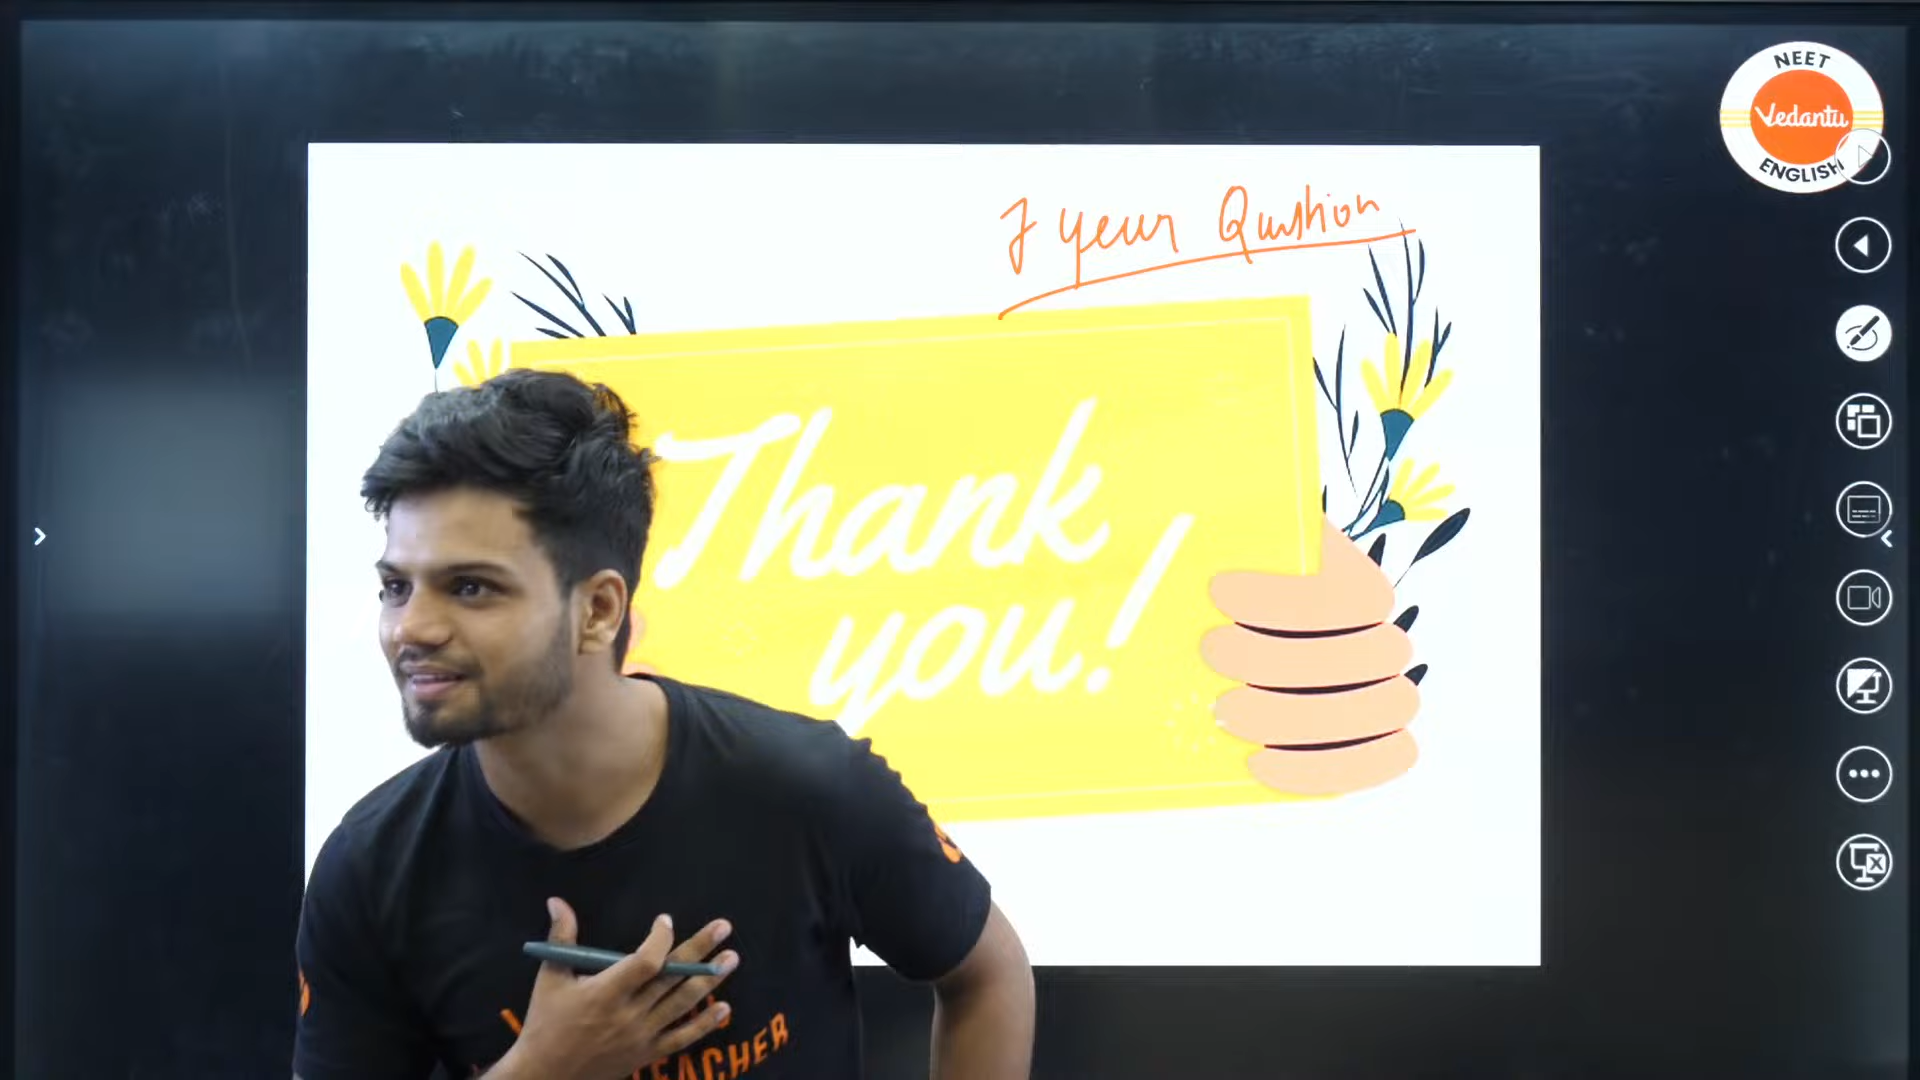 NEET
Vedantu
ENGLISH
7 year Question
Thank
you!
TEACHER